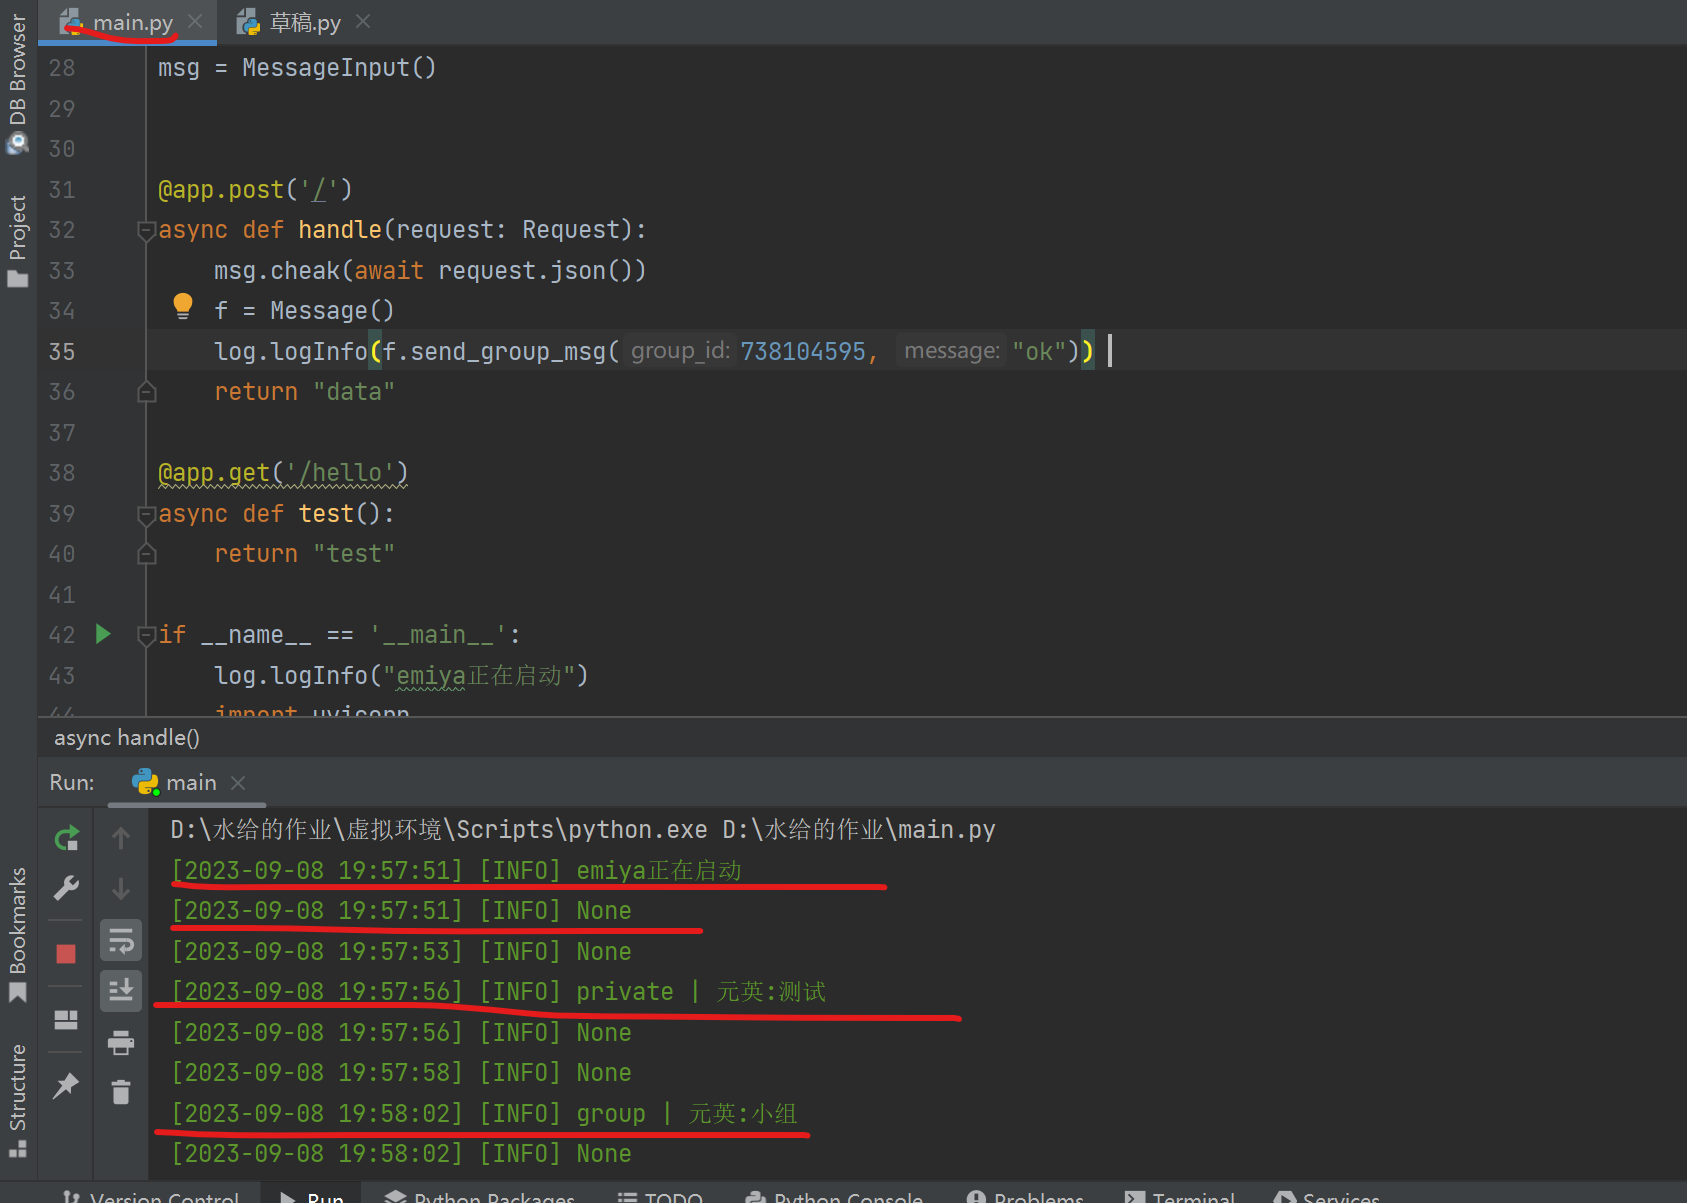 DB Browser
Project
Bookmarks
Structure
main.py
草稿.py
28 msg = MessageInput()
29
30
31 @app.post('/')
32 async def handle(request: Request):
33 msg.cheak(await request.json())
34 f = Message()
35 log.logInfo(f.send_group_msg( group_id: 738104595, message: "ok"))
36 return "data"
37
38 @app.get('/hello')
39 async def test():
40 return "test"
41
42 if __name__ == '__main__':
43 log.logInfo("emiya正在启动")
44 import uvicorn
async handle()
Run:
main
D:\水给的作业\虚拟环境\Scripts\python.exe D:\水给的作业\main.py
[2023-09-08 19:57:51] [INFO] emiya正在启动
[2023-09-08 19:57:51] [INFO] None
[2023-09-08 19:57:53] [INFO] None
[2023-09-08 19:57:56] [INFO] private | 元英:测试
[2023-09-08 19:57:56] [INFO] None
[2023-09-08 19:57:58] [INFO] None
[2023-09-08 19:58:02] [INFO] group | 元英:小组
[2023-09-08 19:58:02] [INFO] None
Version Control
Run
Python Packages
TODO
Python Console
Problems
Terminal
Services